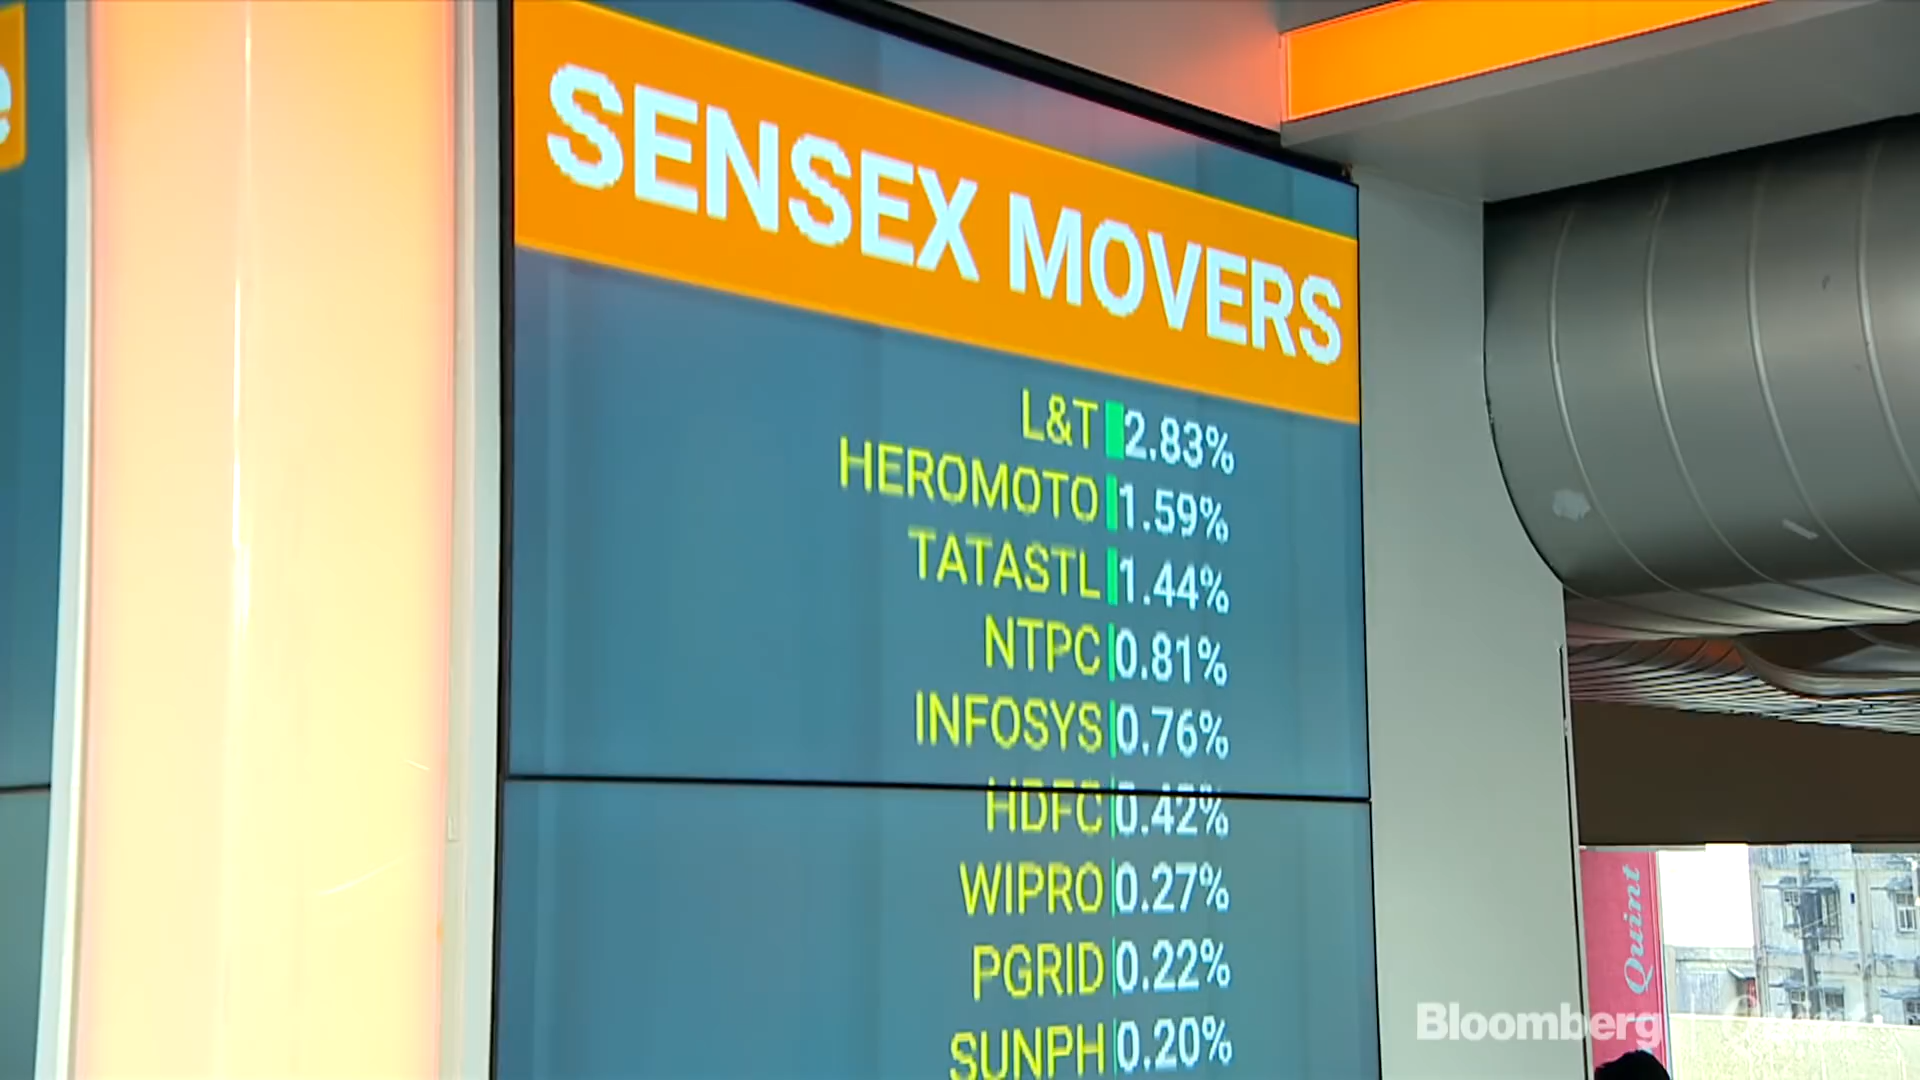 e
SENSEX MOVERS
L&T 2.83%
HEROMOTO 1.59%
TATASTL 1.44%
NTPC 0.81%
INFOSYS 0.76%
HDFC 0.42%
WIPRO 0.27%
PGRID 0.22%
SUNPH 0.20%
Quint
Bloomberg | Quint